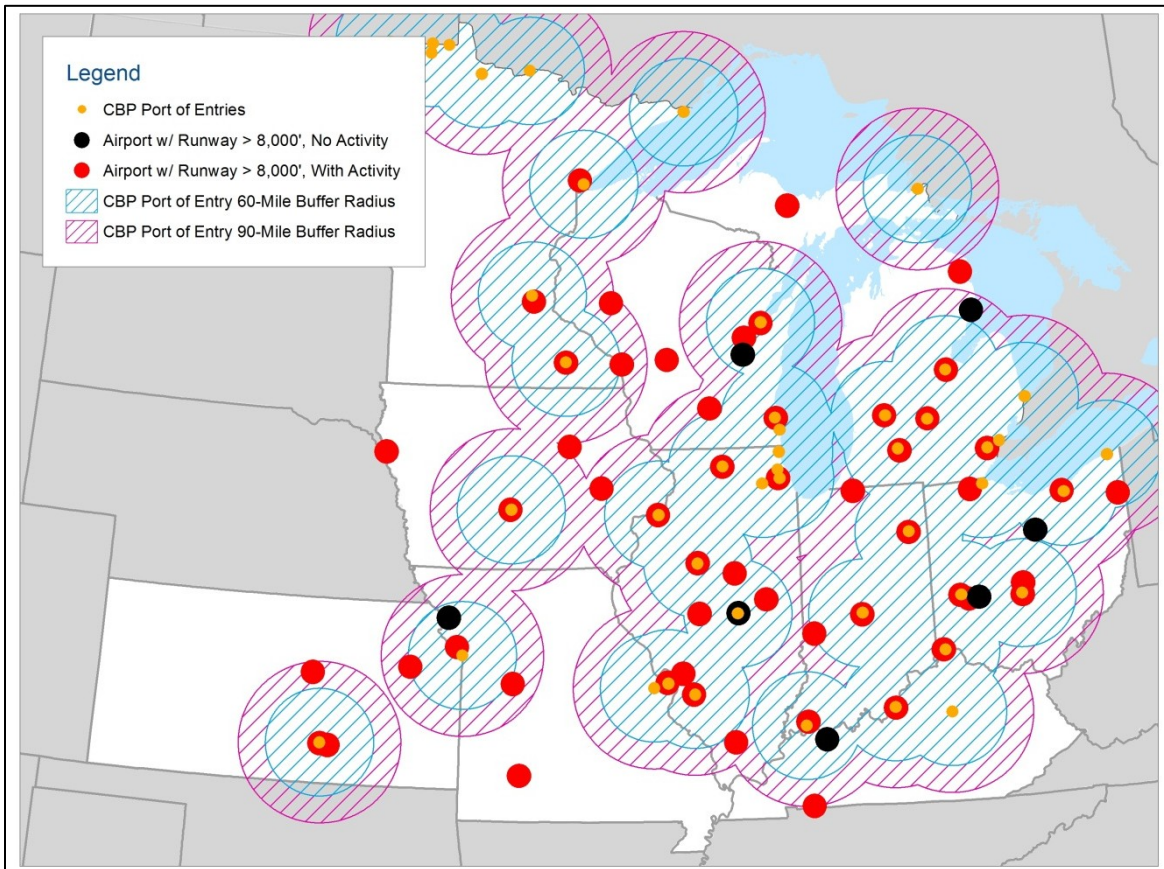 Legend
CBP Port of Entries
Airport w/ Runway > 8,000', No Activity
Airport w/ Runway > 8,000', With Activity
CBP Port of Entry 60-Mile Buffer Radius
CBP Port of Entry 90-Mile Buffer Radius